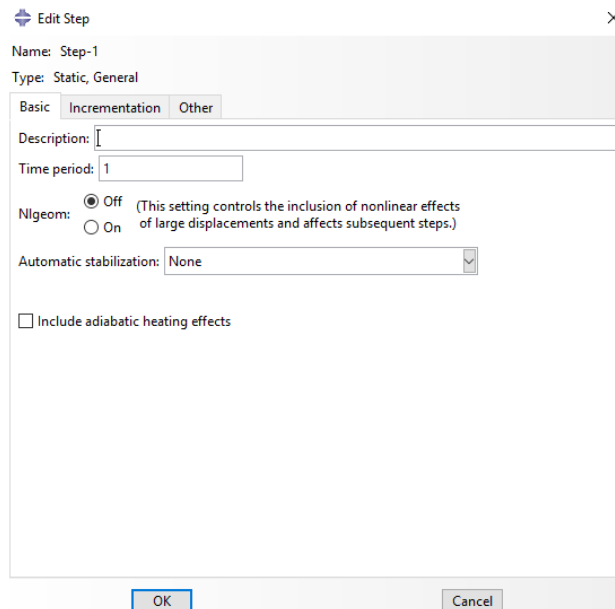 Edit Step
Name: Step-1
Type: Static, General
Basic Incrementation Other
Description:
Time period: 1
Nlgeom: Off (This setting controls the inclusion of nonlinear effects
On of large displacements and affects subsequent steps.)
Automatic stabilization: None
Include adiabatic heating effects
OK Cancel